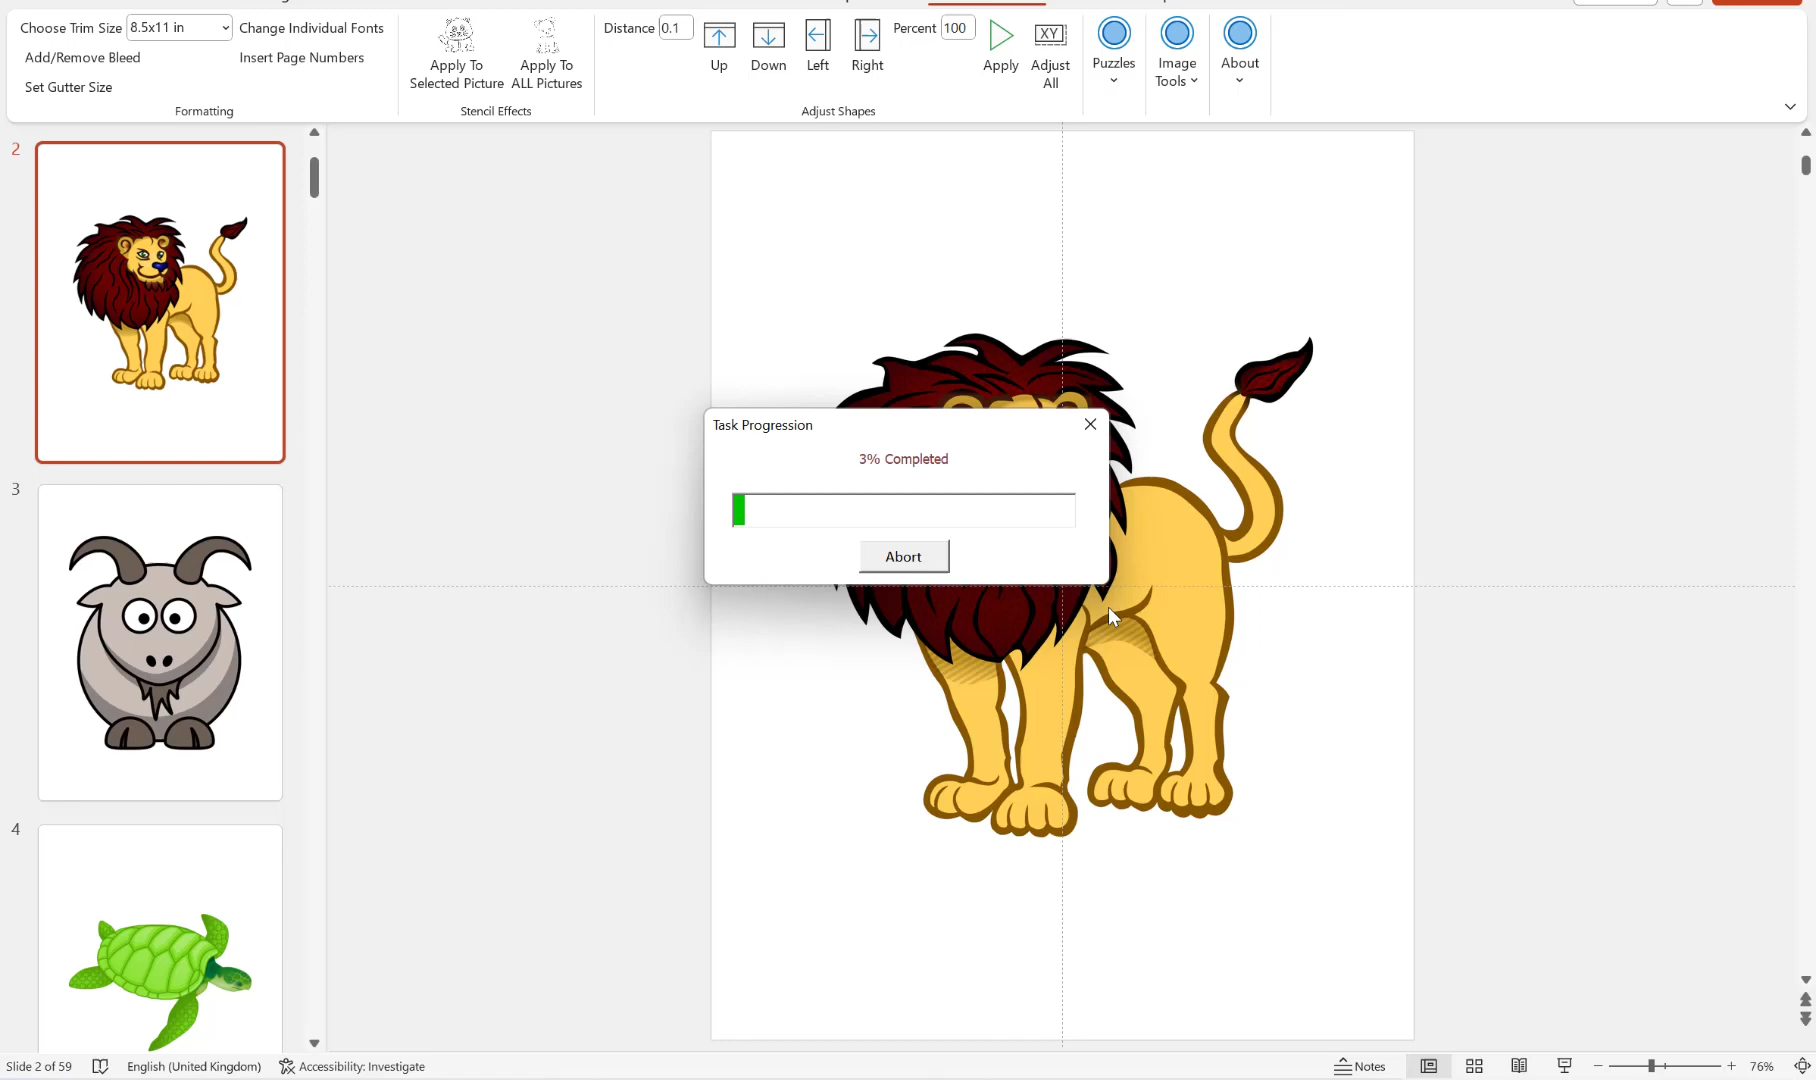 Choose Trim Size 8.5x11 in Change Individual Fonts
Add/Remove Bleed Insert Page Numbers
Set Gutter Size
Formatting
Apply To
Selected Picture
Apply To
ALL Pictures
Stencil Effects
Distance 0.1
Up
Down
Left
Right
Percent 100
XY
Apply
Adjust
All
Adjust Shapes
Puzzles
Image
Tools
About
2
3
4
Task Progression
3% Completed
Abort
Slide 2 of 59
English (United Kingdom)
Accessibility: Investigate
Notes
76%